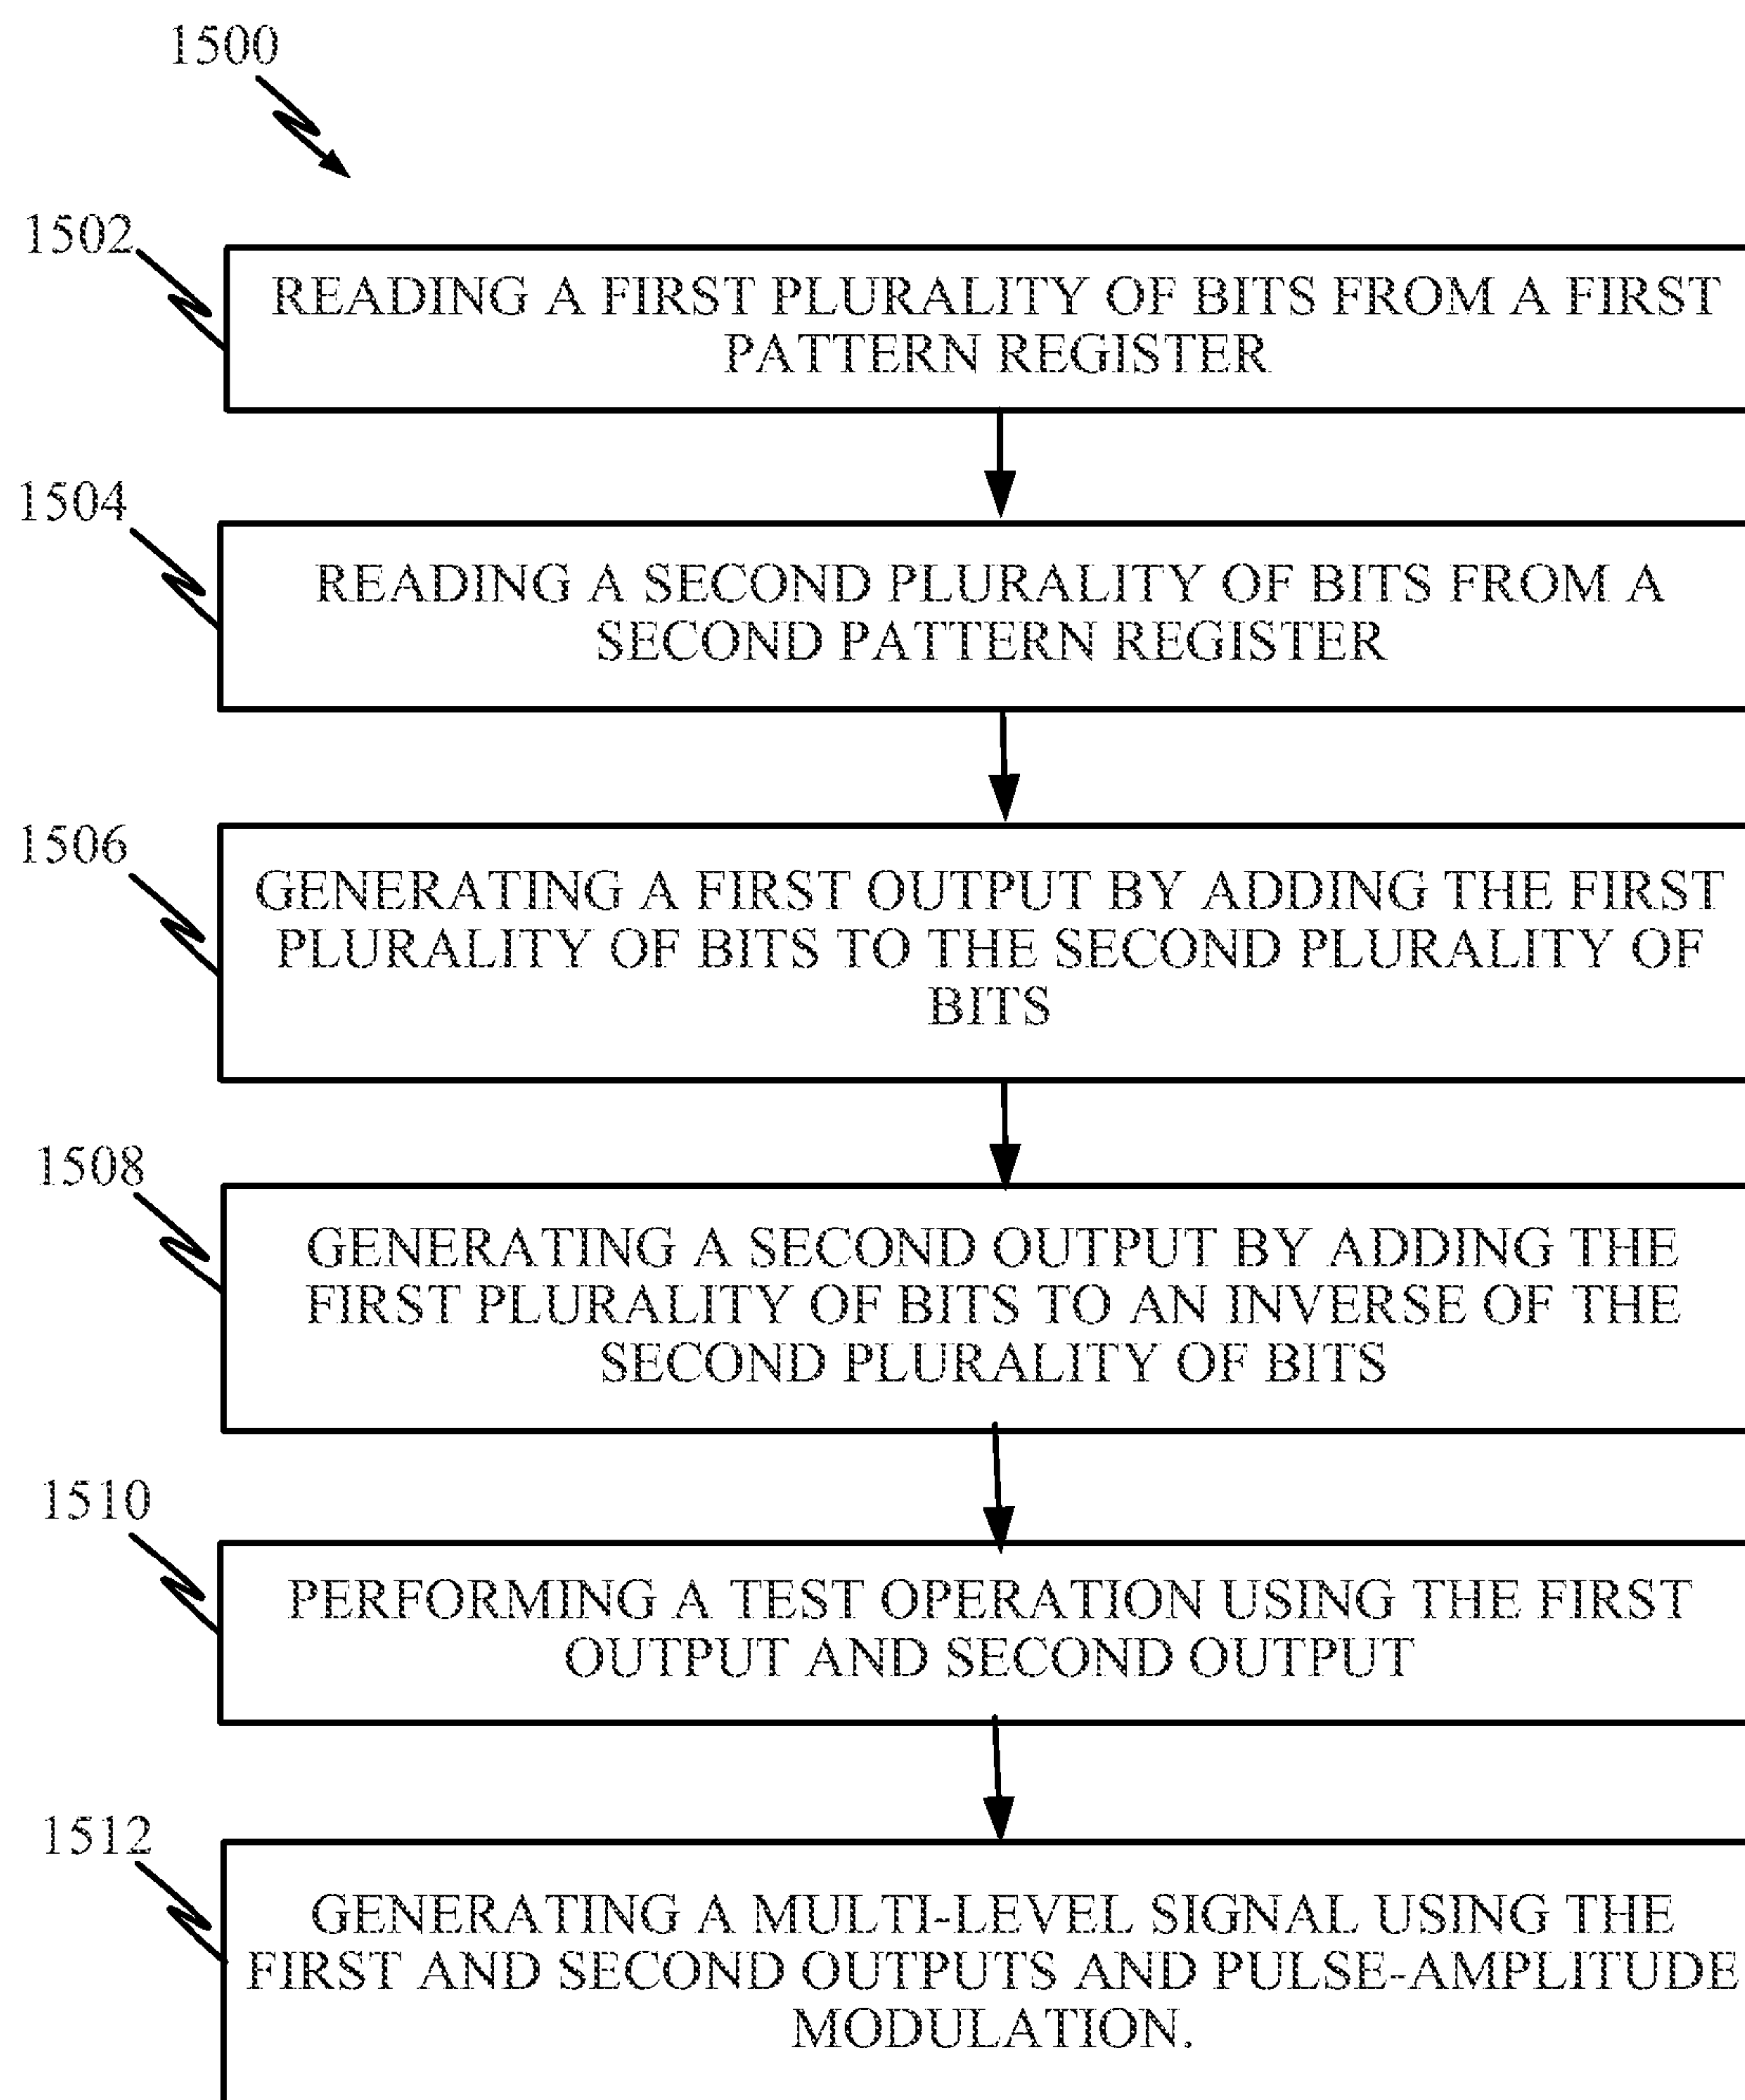 1500
1502
READING A FIRST PLURALITY OF BITS FROM A FIRST
PATTERN REGISTER
1504
READING A SECOND PLURALITY OF BITS FROM A
SECOND PATTERN REGISTER
1506
GENERATING A FIRST OUTPUT BY ADDING THE FIRST
PLURALITY OF BITS TO THE SECOND PLURALITY OF
BITS
1508
GENERATING A SECOND OUTPUT BY ADDING THE
FIRST PLURALITY OF BITS TO AN INVERSE OF THE
SECOND PLURALITY OF BITS
1510
PERFORMING A TEST OPERATION USING THE FIRST
OUTPUT AND SECOND OUTPUT
1512
GENERATING A MULTI-LEVEL SIGNAL USING THE
FIRST AND SECOND OUTPUTS AND PULSE-AMPLITUDE
MODULATION.